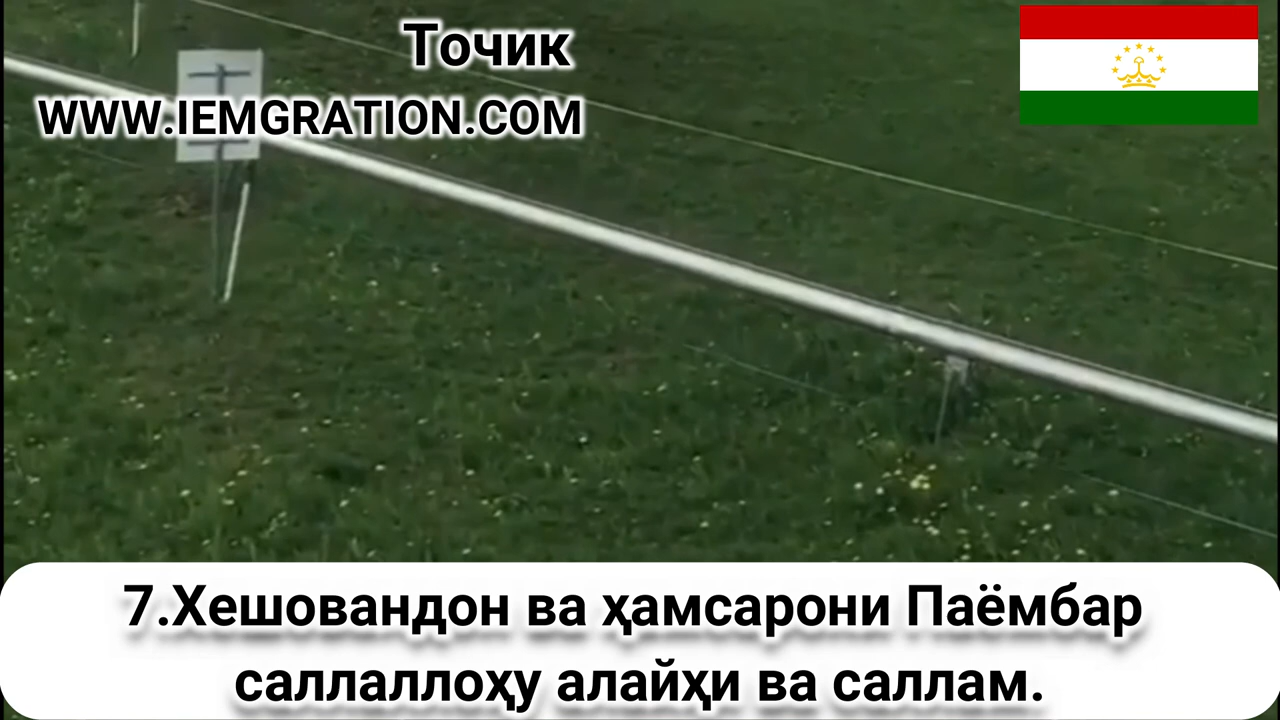 Точик
WWW.IEMGRATION.COM
7.Хешовандон ва ҳамсарони Паёмбар
саллаллоҳу алайҳи ва саллам.